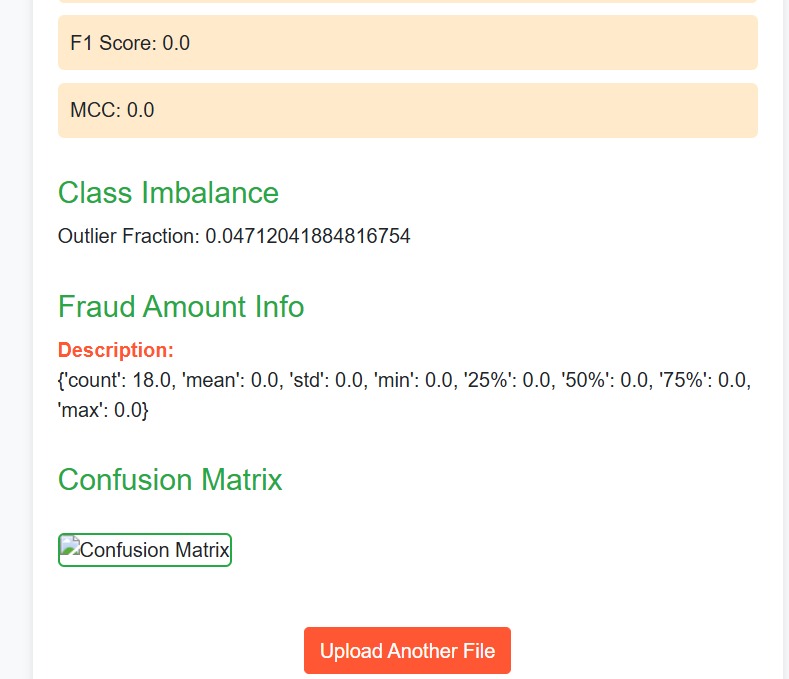 F1 Score: 0.0
MCC: 0.0
Class Imbalance
Outlier Fraction: 0.04712041884816754
Fraud Amount Info
Description:
{'count': 18.0, 'mean': 0.0, 'std': 0.0, 'min': 0.0, '25%': 0.0, '50%': 0.0, '75%': 0.0,
'max': 0.0}
Confusion Matrix
Confusion Matrix
Upload Another File